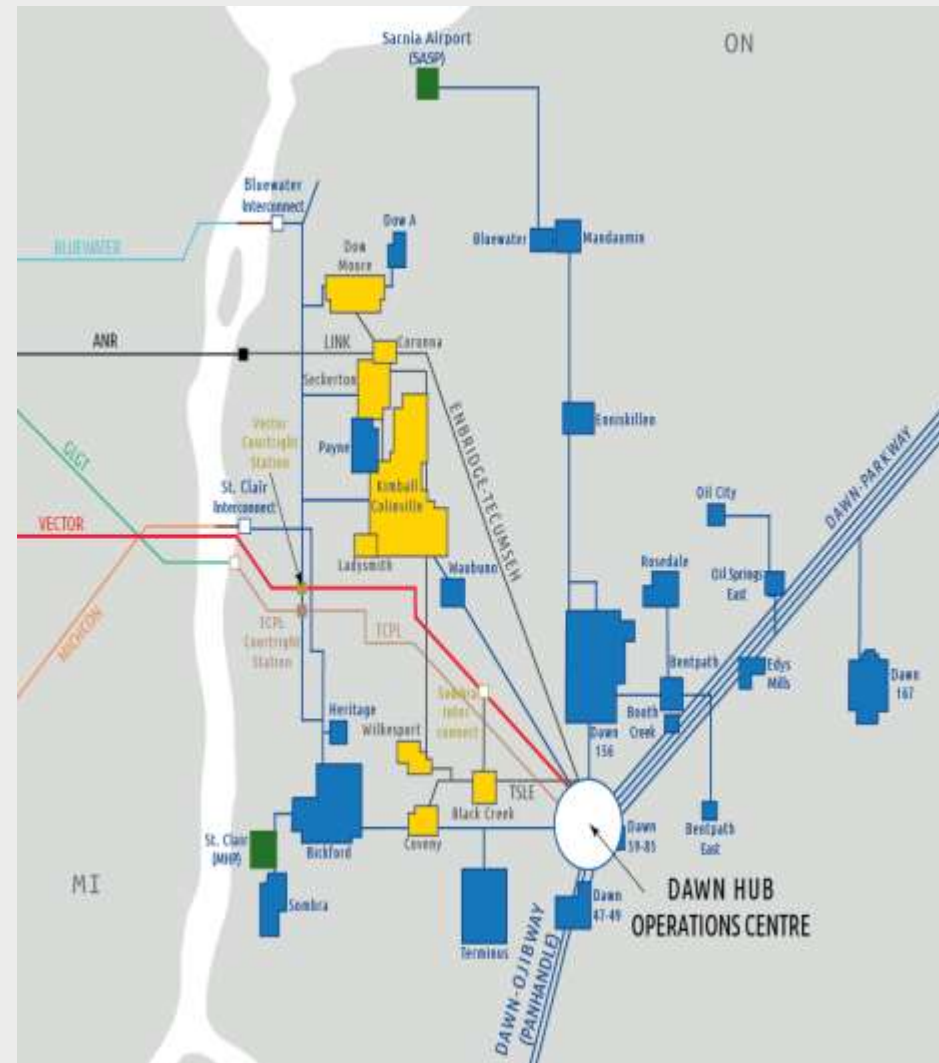 Sarnia Airport
(SASP)
ON
Bluewater
Interconnect
Dow A
Bluewater
Mandaumin
BLUEWATER
Dow
Moore
ANR
LINK
Corunna
Seckerton
Vector
Courtright
Station
ENBRIDGE-TECUMSEH
Enniskillen
GLGT
Payne
DAWN-PARKWAY
St. Clair
Interconnect
Kimball
Colinville
Oil City
VECTOR
Ladysmith
Waubunn
Rosedale
Oil Springs
East
MICHCON
TCPL
Courtright
Station
TCPL
Bentpath
Edys
Mills
Dawn
167
Sombra
Inter
connect
Heritage
Wilkesport
Booth
Creek
Dawn
156
TSLE
Black Creek
St. Clair
(MHP)
Bickford
Coveny
Dawn
59-85
Bentpath
East
MI
Sombra
Dawn
47-49
DAWN HUB
OPERATIONS CENTRE
Terminus
DAWN-OJIBWAY
(PANHANDLE)